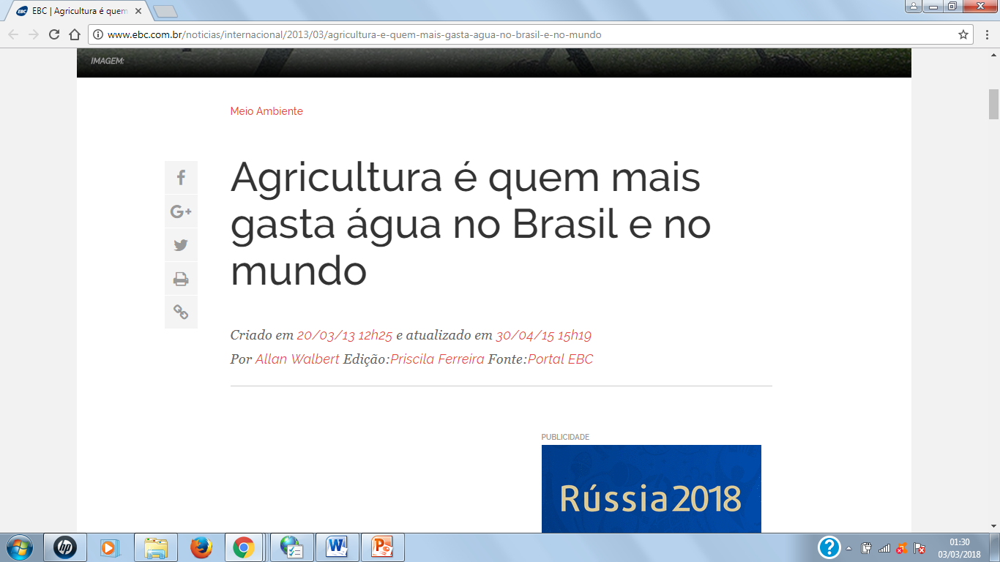 EBC | Agricultura é quem
www.ebc.com.br/noticias/internacional/2013/03/agricultura-e-quem-mais-gasta-agua-no-brasil-e-no-mundo
IMAGEM:
Meio Ambiente
Agricultura é quem mais
gasta água no Brasil e no
mundo
Criado em 20/03/13 12h25 e atualizado em 30/04/15 15h19
Por Allan Walbert Edição:Priscila Ferreira Fonte:Portal EBC
PUBLICIDADE
Rússia2018
01:30
03/03/2018